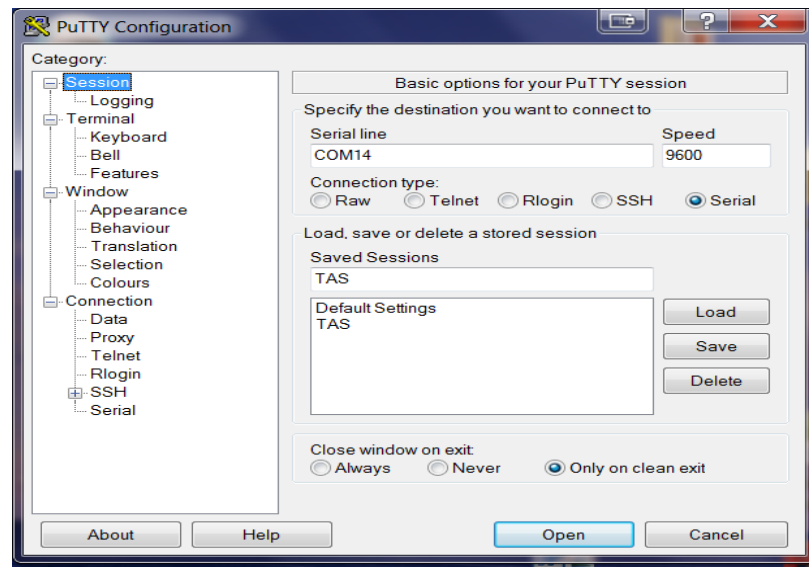 PuTTY Configuration
Category:
Session
Logging
Terminal
Keyboard
Bell
Features
Window
Appearance
Behaviour
Translation
Selection
Colours
Connection
Data
Proxy
Telnet
Rlogin
SSH
Serial
Basic options for your PuTTY session
Specify the destination you want to connect to
Serial line Speed
COM14 9600
Connection type:
Raw Telnet Rlogin SSH Serial
Load, save or delete a stored session
Saved Sessions
TAS
Default Settings
TAS
Load
Save
Delete
Close window on exit:
Always Never Only on clean exit
About Help Open Cancel